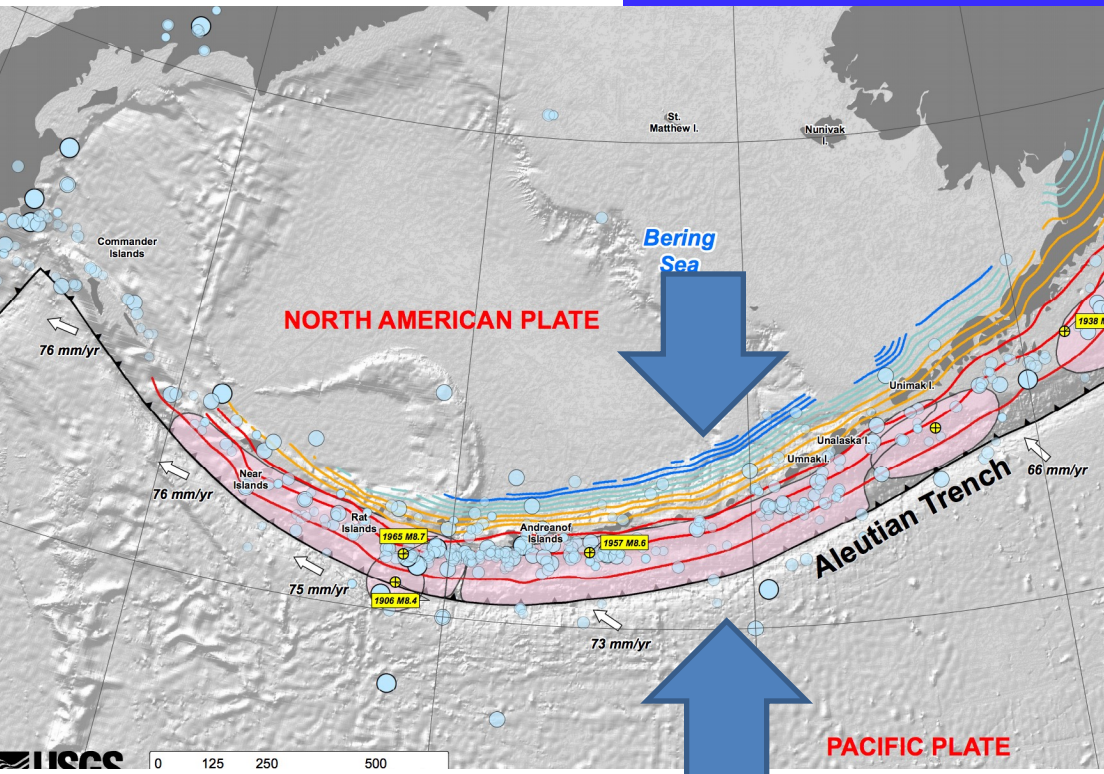 St.
Matthew I.
Nunivak
I.
Commander
Islands
Bering
Sea
NORTH AMERICAN PLATE
76 mm/yr
1938 M
Unimak I.
Unalaska I.
Umnak I.
66 mm/yr
Near
Islands
76 mm/yr
Rat
Islands
Andreanof
Islands
1965 M8.7
1957 M8.6
Aleutian Trench
75 mm/yr
1906 M8.4
73 mm/yr
PACIFIC PLATE
USGS
0 125 250 500